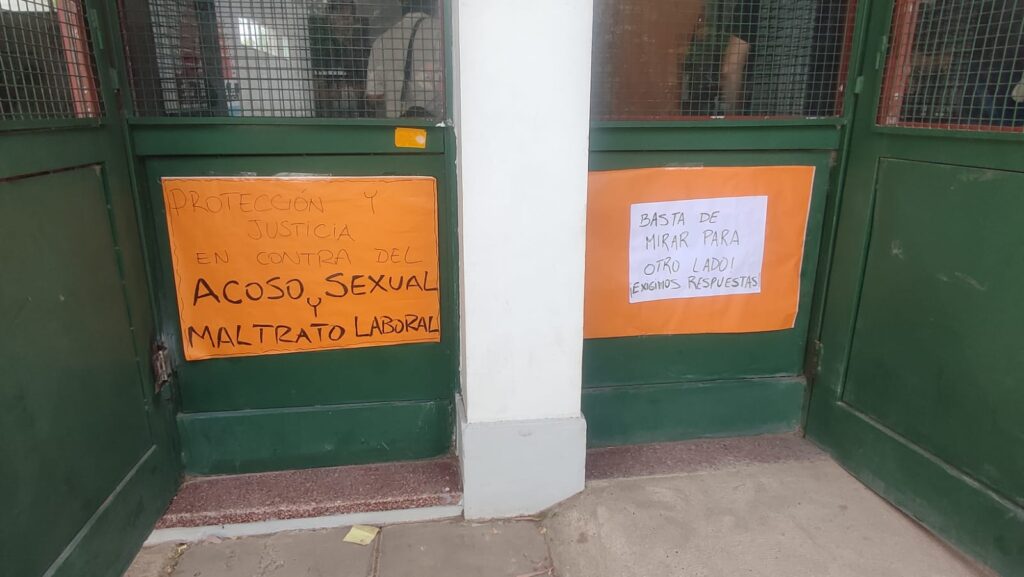 PROTECCIÓN Y
JUSTICIA
EN CONTRA DEL
ACOSO SEXUAL
Y
MALTRATO LABORAL
BASTA DE
MIRAR PARA
OTRO LADO!
¡EXIGIMOS RESPUESTAS!